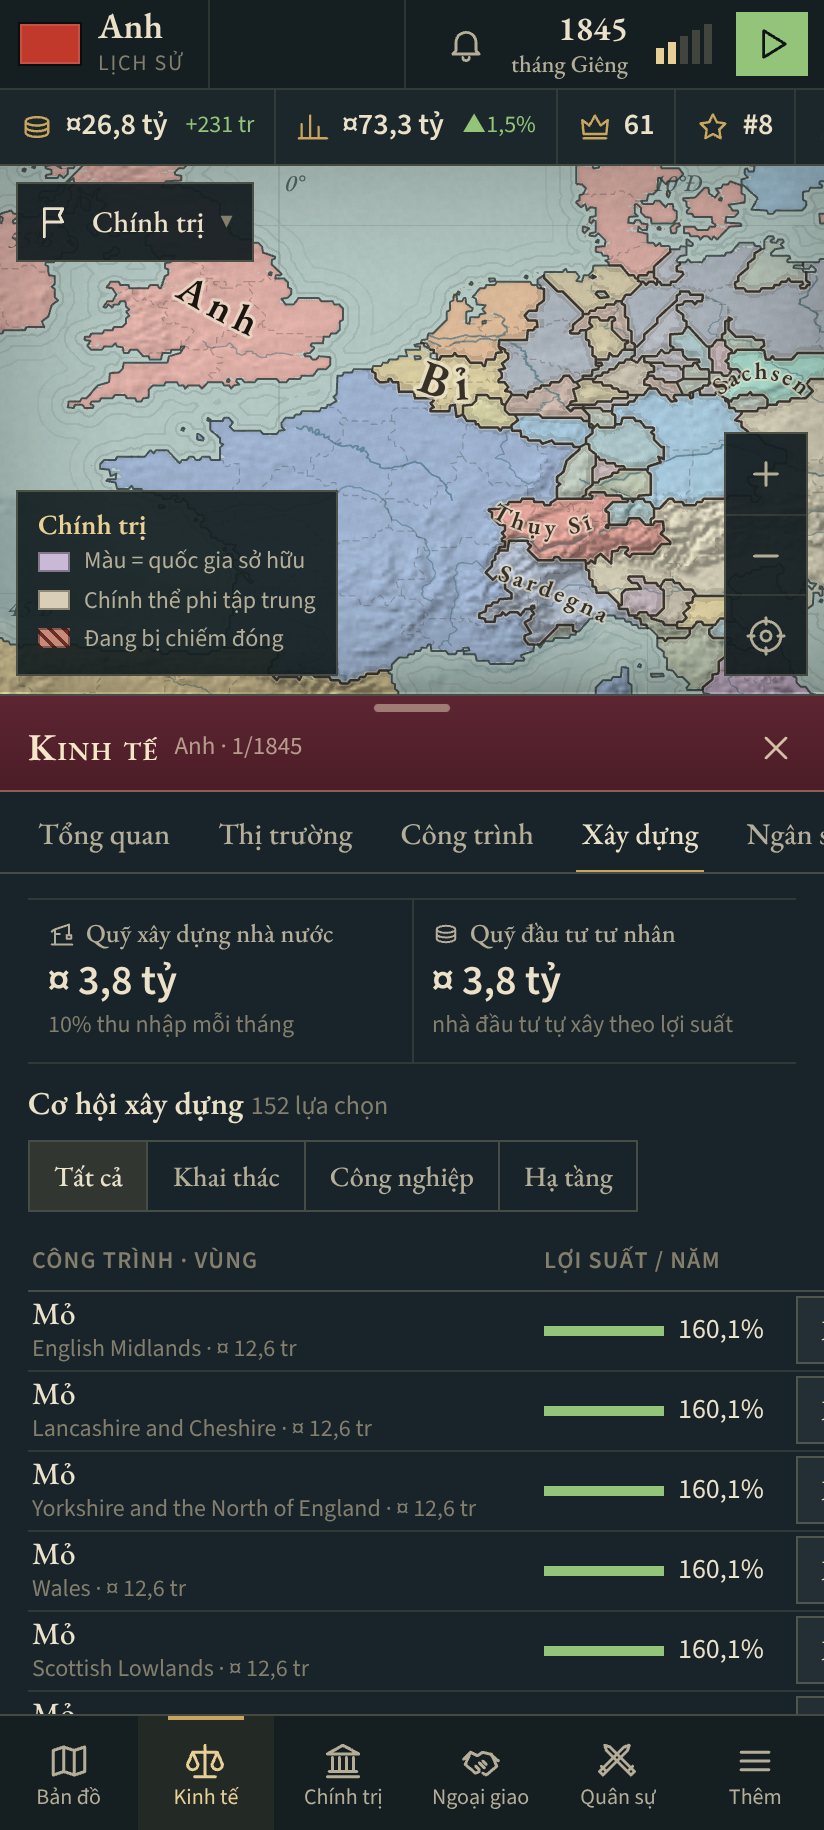 Anh
LỊCH SỬ
1845
tháng Giêng
¤26,8 tỷ +231 tr
¤73,3 tỷ ▲1,5%
61
#8
0°
Chính trị ▼
Anh
Bỉ
Sachsen
Thụy Sĩ
Sardegna
Chính trị
Màu = quốc gia sở hữu
Chính thể phi tập trung
Đang bị chiếm đóng
+
−
KINH TẾ Anh · 1/1845
Tổng quan
Thị trường
Công trình
Xây dựng
Ngân
Quỹ xây dựng nhà nước
¤ 3,8 tỷ
10% thu nhập mỗi tháng
Quỹ đầu tư tư nhân
¤ 3,8 tỷ
nhà đầu tư tự xây theo lợi suất
Cơ hội xây dựng 152 lựa chọn
Tất cả
Khai thác
Công nghiệp
Hạ tầng
CÔNG TRÌNH · VÙNG
LỢI SUẤT / NĂM
Mỏ
English Midlands · ¤ 12,6 tr
160,1%
Mỏ
Lancashire and Cheshire · ¤ 12,6 tr
160,1%
Mỏ
Yorkshire and the North of England · ¤ 12,6 tr
160,1%
Mỏ
Wales · ¤ 12,6 tr
160,1%
Mỏ
Scottish Lowlands · ¤ 12,6 tr
160,1%
Mỏ
Bản đồ
Kinh tế
Chính trị
Ngoại giao
Quân sự
Thêm